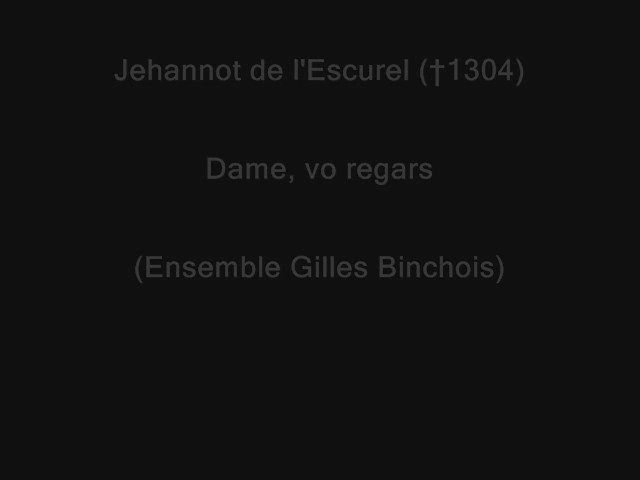 Jehannot de l'Escurel (†1304)
Dame, vo regars
(Ensemble Gilles Binchois)